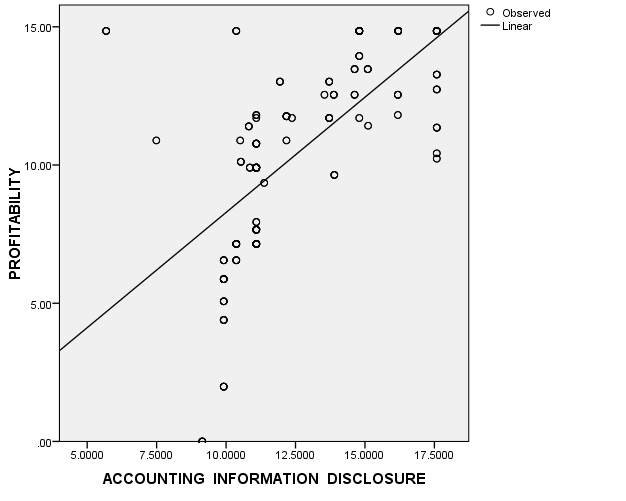 15.00
10.00
5.00
.00
PROFITABILITY
5.0000 7.5000 10.0000 12.5000 15.0000 17.5000
ACCOUNTING INFORMATION DISCLOSURE
Observed
Linear